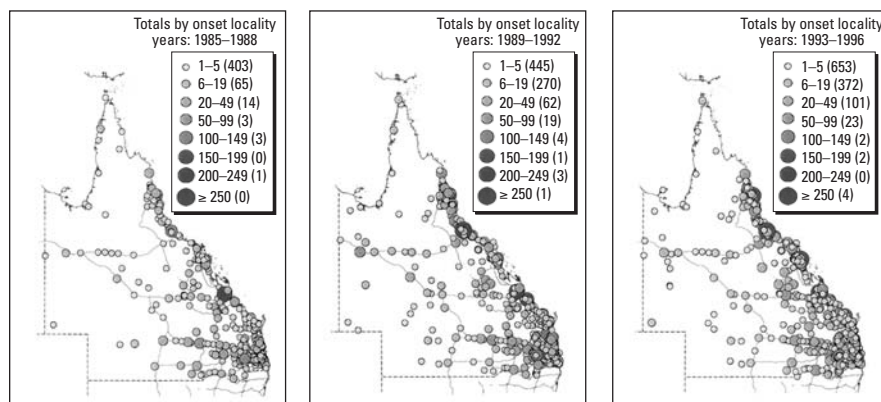 Totals by onset locality
years: 1985–1988
1–5 (403)
6–19 (65)
20–49 (14)
50–99 (3)
100–149 (3)
150–199 (0)
200–249 (1)
≥ 250 (0)
Totals by onset locality
years: 1989–1992
1–5 (445)
6–19 (270)
20–49 (62)
50–99 (19)
100–149 (4)
150–199 (1)
200–249 (3)
≥ 250 (1)
Totals by onset locality
years: 1993–1996
1–5 (653)
6–19 (372)
20–49 (101)
50–99 (23)
100–149 (2)
150–199 (2)
200–249 (0)
≥ 250 (4)